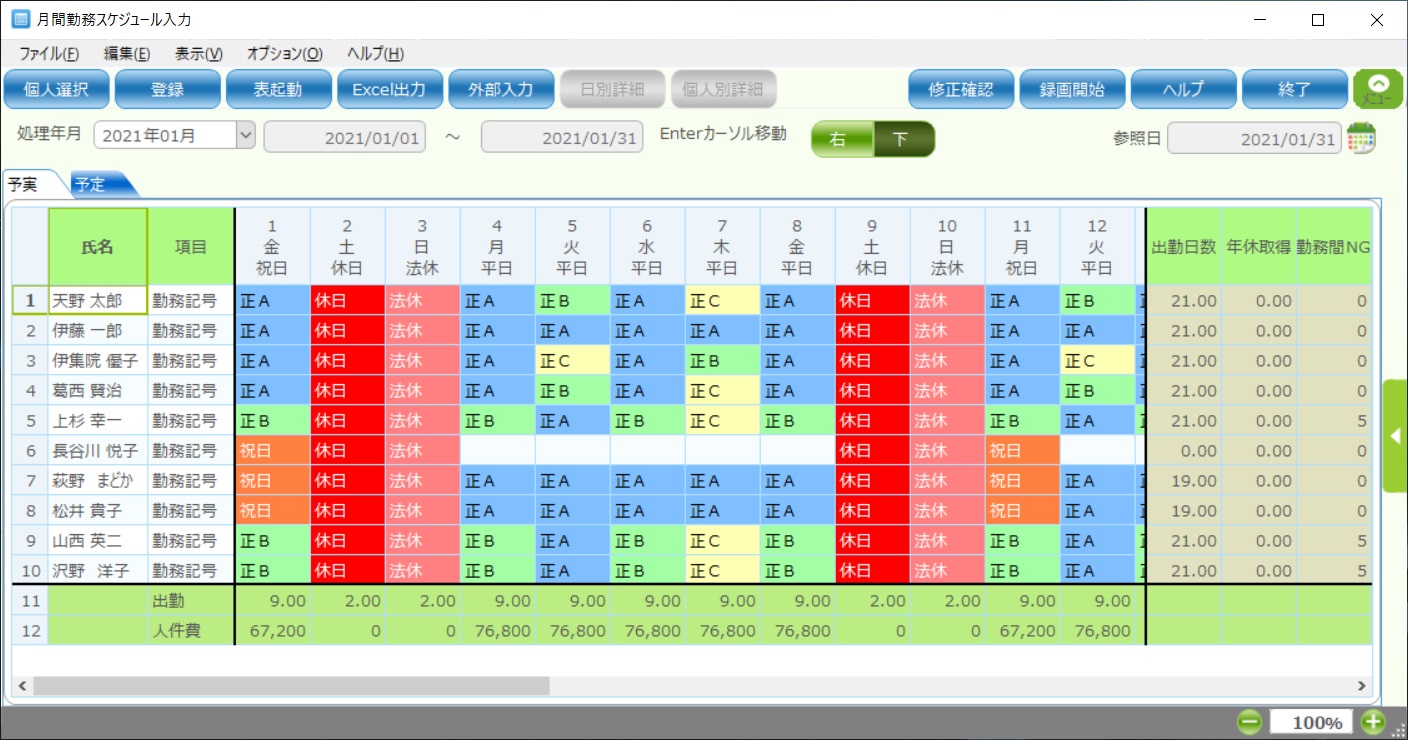 月間勤務スケジュール入力
ファイル(F) 編集(E) 表示(V) オプション(O) ヘルプ(H)
個人選択 登録 表起動 Excel出力 外部入力 日別詳細 個人別詳細 修正確認 録画開始 ヘルプ 終了 メニュー
処理年月 2021年01月 2021/01/01 ～ 2021/01/31 Enterカーソル移動 右 下 参照日 2021/01/31
予実 予定
1 2 3 4 5 6 7 8 9 10 11 12
氏名 項目 金 土 日 月 火 水 木 金 土 日 月 火 出勤日数 年休取得 勤務間NG
祝日 休日 法休 平日 平日 平日 平日 平日 休日 法休 祝日 平日
1 天野 太郎 勤務記号 正A 休日 法休 正A 正B 正A 正C 正A 休日 法休 正A 正B 21.00 0.00 0
2 伊藤 一郎 勤務記号 正A 休日 法休 正A 正A 正A 正A 正A 休日 法休 正A 正A 21.00 0.00 0
3 伊集院 優子 勤務記号 正A 休日 法休 正A 正C 正A 正B 正A 休日 法休 正A 正C 21.00 0.00 0
4 葛西 賢治 勤務記号 正A 休日 法休 正A 正B 正A 正C 正A 休日 法休 正A 正B 21.00 0.00 0
5 上杉 幸一 勤務記号 正B 休日 法休 正B 正A 正B 正C 正B 休日 法休 正B 正A 21.00 0.00 5
6 長谷川 悦子 勤務記号 祝日 休日 法休 休日 法休 祝日 0.00 0.00 0
7 萩野 まどか 勤務記号 祝日 休日 法休 正A 正A 正A 正A 正A 休日 法休 祝日 正A 19.00 0.00 0
8 松井 貴子 勤務記号 祝日 休日 法休 正A 正A 正A 正A 正A 休日 法休 祝日 正A 19.00 0.00 0
9 山西 英二 勤務記号 正B 休日 法休 正B 正A 正B 正C 正B 休日 法休 正B 正A 21.00 0.00 5
10 沢野 洋子 勤務記号 正B 休日 法休 正B 正A 正B 正C 正B 休日 法休 正B 正A 21.00 0.00 5
11 出勤 9.00 2.00 2.00 9.00 9.00 9.00 9.00 9.00 2.00 2.00 9.00 9.00
12 人件費 67,200 0 0 76,800 76,800 76,800 76,800 76,800 0 0 67,200 76,800
100%